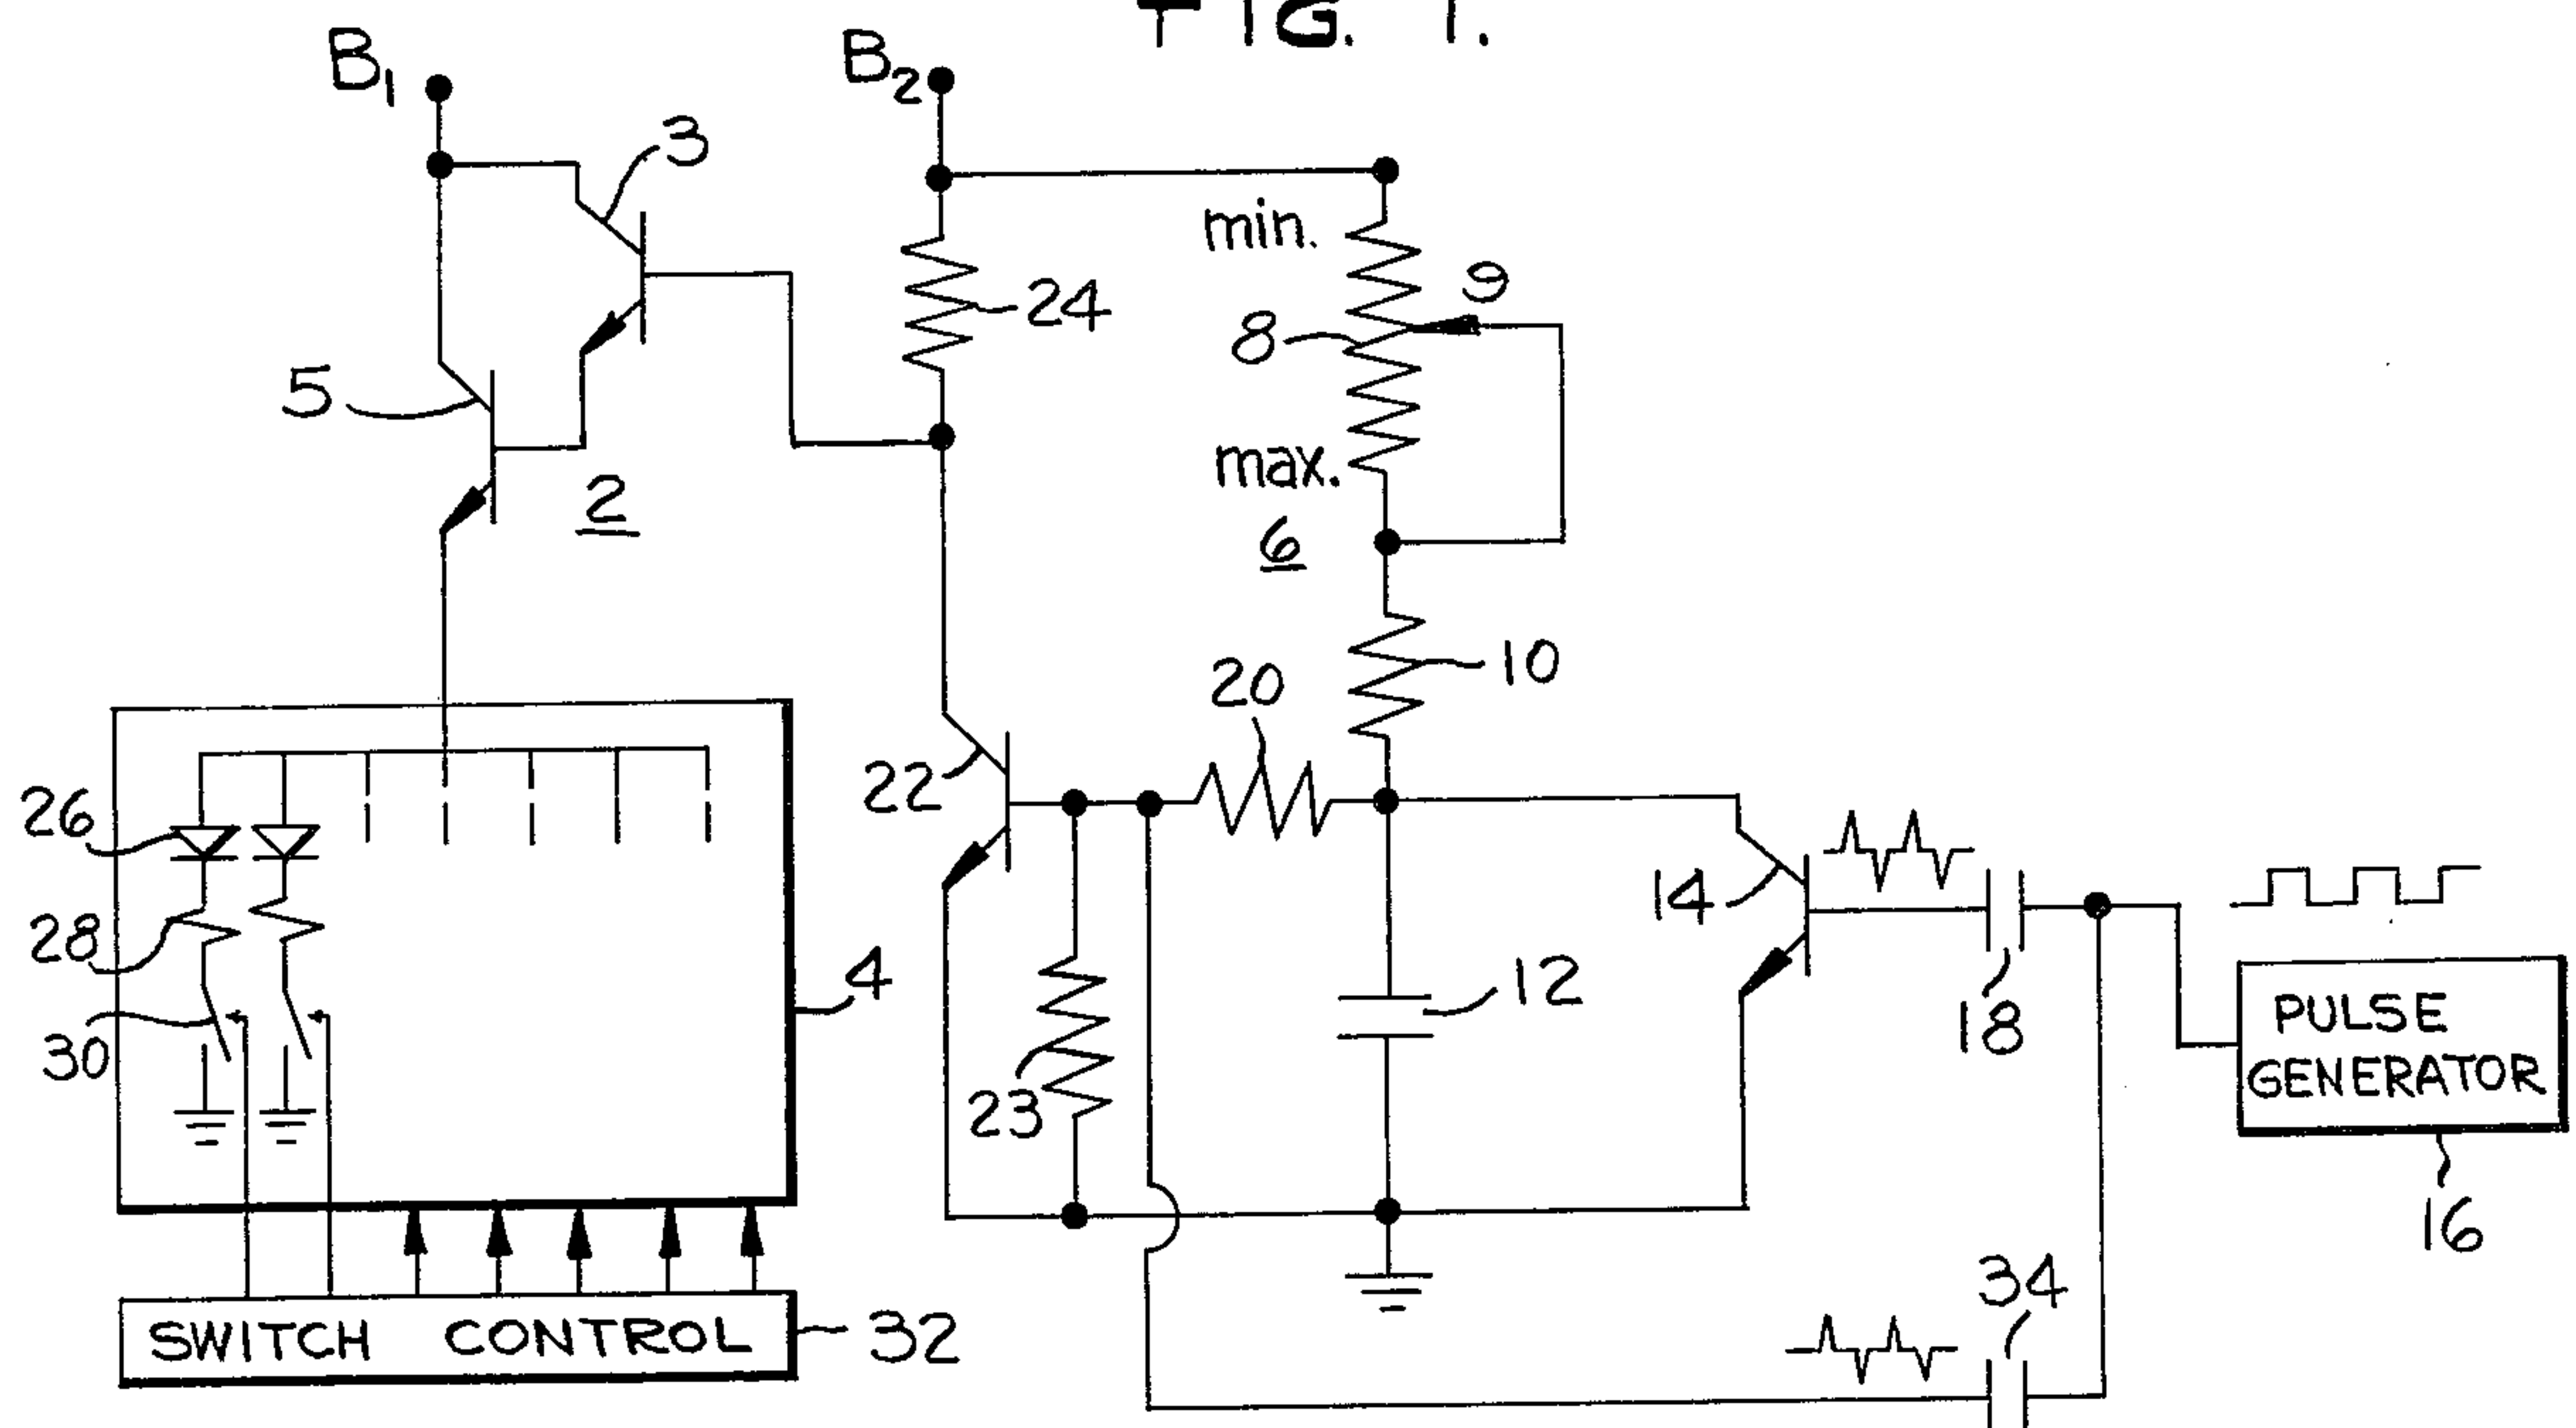 FIG. 1.
B1
B2
3
min.
9
24
8
5
max.
2
6
10
20
22
26
14
28
4
12
18
PULSE
GENERATOR
30
23
16
34
SWITCH CONTROL
32